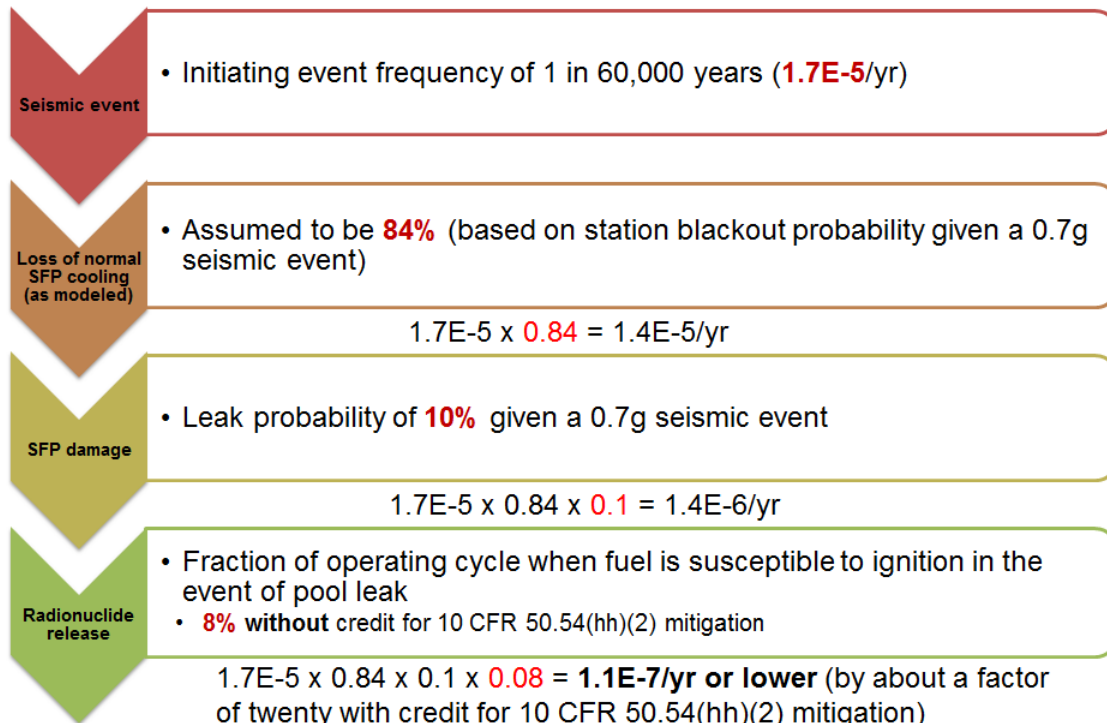 Seismic event
• Initiating event frequency of 1 in 60,000 years (1.7E-5/yr)
Loss of normal
SFP cooling
(as modeled)
• Assumed to be 84% (based on station blackout probability given a 0.7g
seismic event)
1.7E-5 x 0.84 = 1.4E-5/yr
SFP damage
• Leak probability of 10% given a 0.7g seismic event
1.7E-5 x 0.84 x 0.1 = 1.4E-6/yr
Radionuclide
release
• Fraction of operating cycle when fuel is susceptible to ignition in the
event of pool leak
• 8% without credit for 10 CFR 50.54(hh)(2) mitigation
1.7E-5 x 0.84 x 0.1 x 0.08 = 1.1E-7/yr or lower (by about a factor
of twenty with credit for 10 CFR 50.54(hh)(2) mitigation)